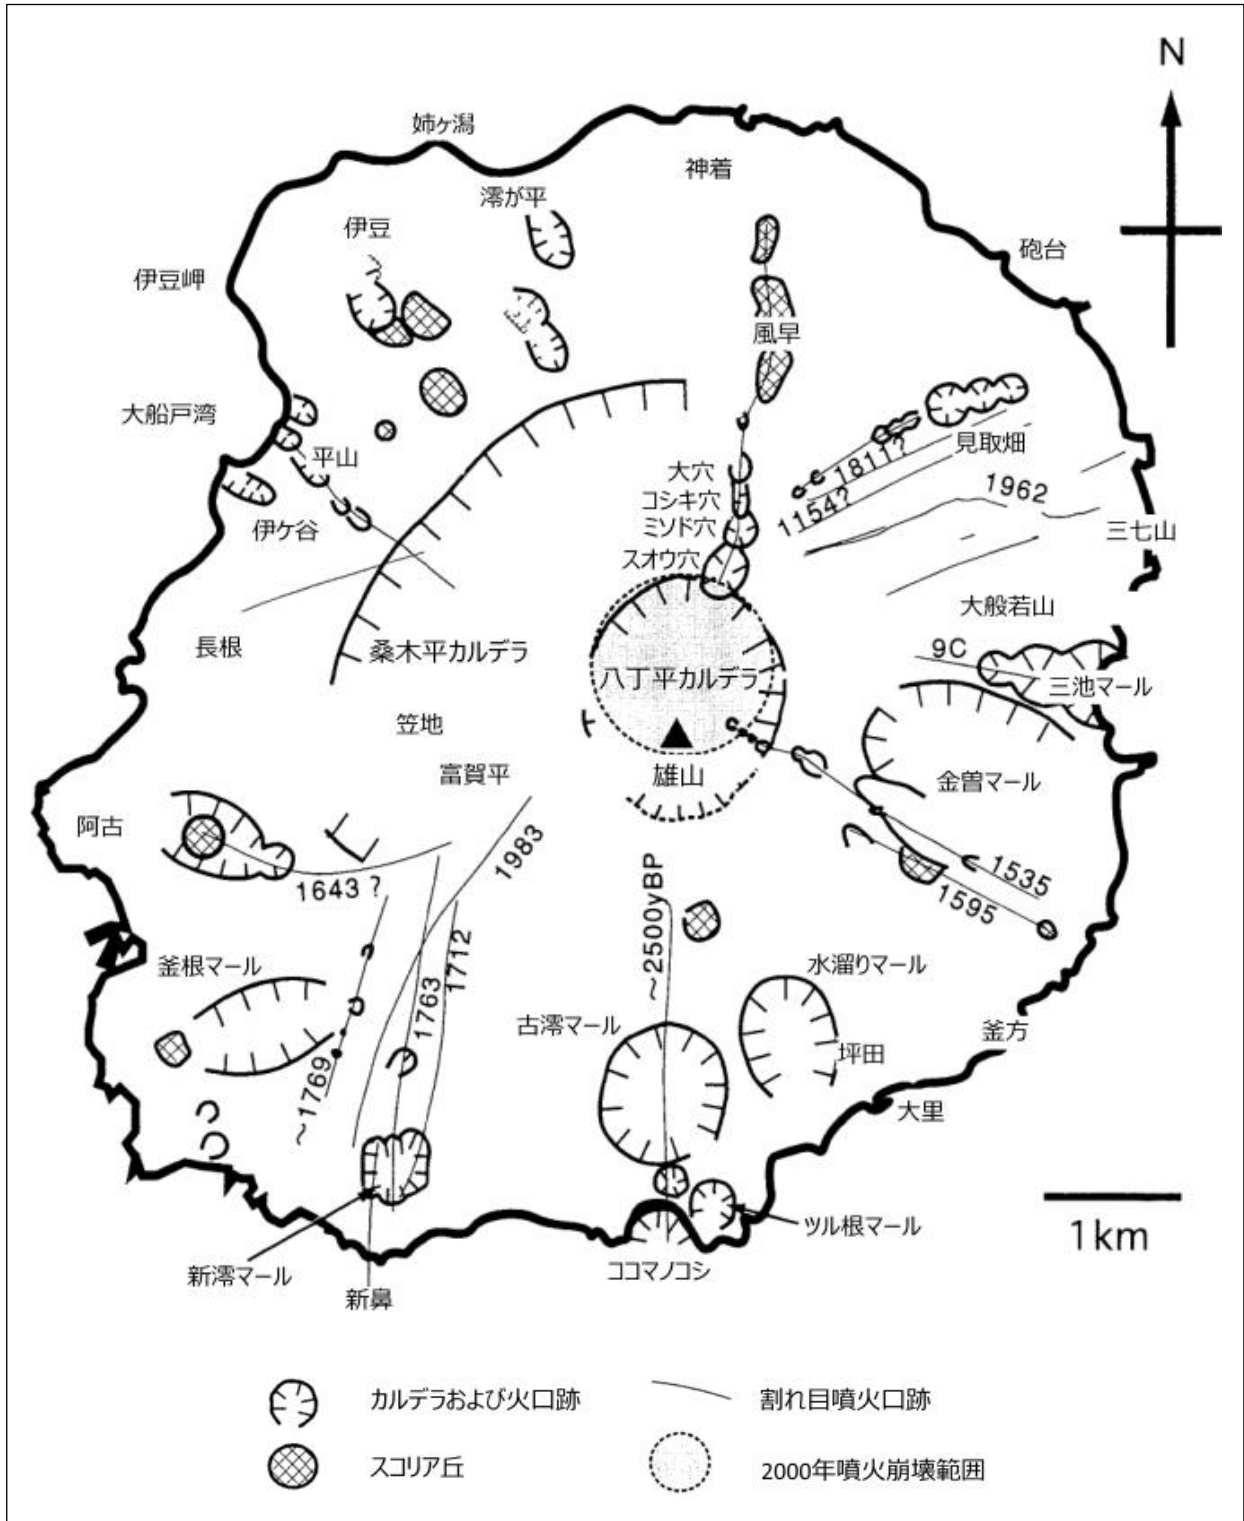 N
姉ヶ潟
神着
澪が平
伊豆
砲台
伊豆岬
風早
大船戸湾
見取畑
平山
1811?
大穴
コシキ穴
1962
1154?
ミソド穴
伊ケ谷
三七山
スオウ穴
大般若山
長根
桑木平カルデラ
9C
八丁平カルデラ
三池マール
笠地
富賀平
雄山
金曽マール
阿古
1983
1643 ?
1535
1595
~2500yBP
釜根マール
1712
水溜りマール
1763
古澪マール
釜方
坪田
~1769
大里
ツル根マール
1km
新澪マール
ココマノコシ
新鼻
カルデラおよび火口跡
割れ目噴火口跡
スコリア丘
2000年噴火崩壊範囲